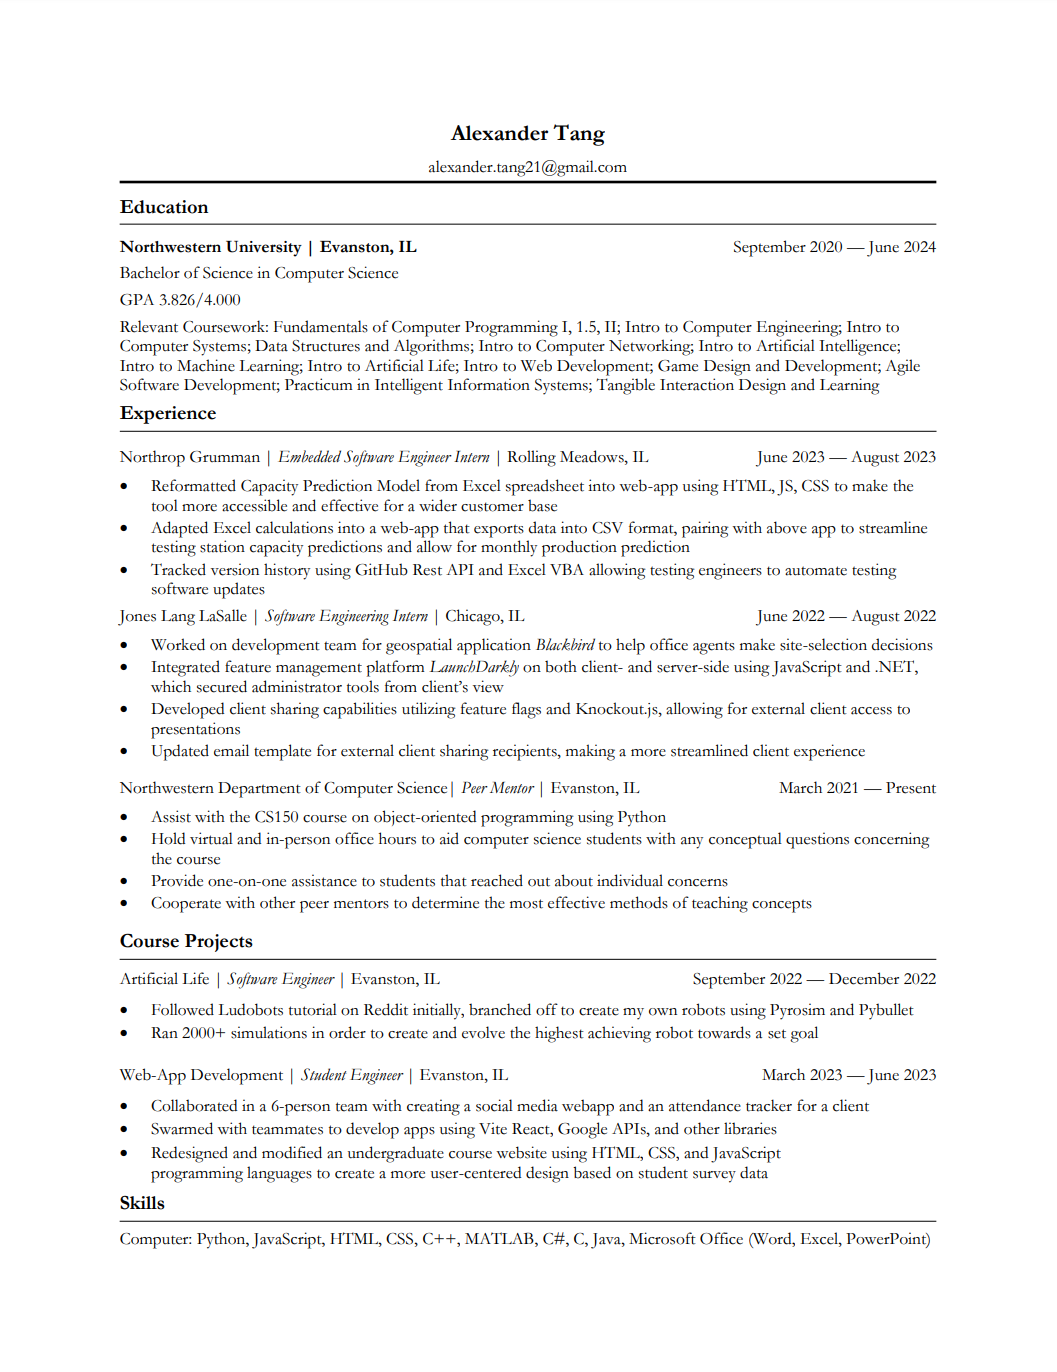 Alexander Tang
alexander.tang21@gmail.com
Education
Northwestern University | Evanston, IL September 2020 — June 2024
Bachelor of Science in Computer Science
GPA 3.826/4.000
Relevant Coursework: Fundamentals of Computer Programming I, 1.5, II; Intro to Computer Engineering; Intro to
Computer Systems; Data Structures and Algorithms; Intro to Computer Networking; Intro to Artificial Intelligence;
Intro to Machine Learning; Intro to Artificial Life; Intro to Web Development; Game Design and Development; Agile
Software Development; Practicum in Intelligent Information Systems; Tangible Interaction Design and Learning
Experience
Northrop Grumman | Embedded Software Engineer Intern | Rolling Meadows, IL June 2023 — August 2023
• Reformatted Capacity Prediction Model from Excel spreadsheet into web-app using HTML, JS, CSS to make the
tool more accessible and effective for a wider customer base
• Adapted Excel calculations into a web-app that exports data into CSV format, pairing with above app to streamline
testing station capacity predictions and allow for monthly production prediction
• Tracked version history using GitHub Rest API and Excel VBA allowing testing engineers to automate testing
software updates
Jones Lang LaSalle | Software Engineering Intern | Chicago, IL June 2022 — August 2022
• Worked on development team for geospatial application Blackbird to help office agents make site-selection decisions
• Integrated feature management platform LaunchDarkly on both client- and server-side using JavaScript and .NET,
which secured administrator tools from client’s view
• Developed client sharing capabilities utilizing feature flags and Knockout.js, allowing for external client access to
presentations
• Updated email template for external client sharing recipients, making a more streamlined client experience
Northwestern Department of Computer Science| Peer Mentor | Evanston, IL March 2021 — Present
• Assist with the CS150 course on object-oriented programming using Python
• Hold virtual and in-person office hours to aid computer science students with any conceptual questions concerning
the course
• Provide one-on-one assistance to students that reached out about individual concerns
• Cooperate with other peer mentors to determine the most effective methods of teaching concepts
Course Projects
Artificial Life | Software Engineer | Evanston, IL September 2022 — December 2022
• Followed Ludobots tutorial on Reddit initially, branched off to create my own robots using Pyrosim and Pybullet
• Ran 2000+ simulations in order to create and evolve the highest achieving robot towards a set goal
Web-App Development | Student Engineer | Evanston, IL March 2023 — June 2023
• Collaborated in a 6-person team with creating a social media webapp and an attendance tracker for a client
• Swarmed with teammates to develop apps using Vite React, Google APIs, and other libraries
• Redesigned and modified an undergraduate course website using HTML, CSS, and JavaScript
programming languages to create a more user-centered design based on student survey data
Skills
Computer: Python, JavaScript, HTML, CSS, C++, MATLAB, C#, C, Java, Microsoft Office (Word, Excel, PowerPoint)